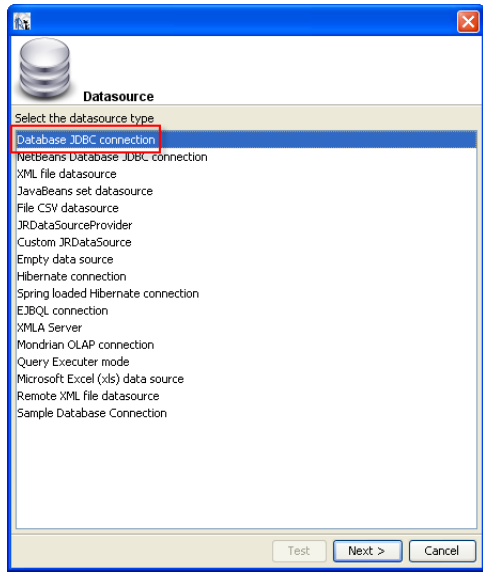 Datasource
Select the datasource type
Database JDBC connection
NetBeans Database JDBC connection
XML file datasource
JavaBeans set datasource
File CSV datasource
JRDataSourceProvider
Custom JRDataSource
Empty data source
Hibernate connection
Spring loaded Hibernate connection
EJBQL connection
XMLA Server
Mondrian OLAP connection
Query Executer mode
Microsoft Excel (xls) data source
Remote XML file datasource
Sample Database Connection
Test Next > Cancel